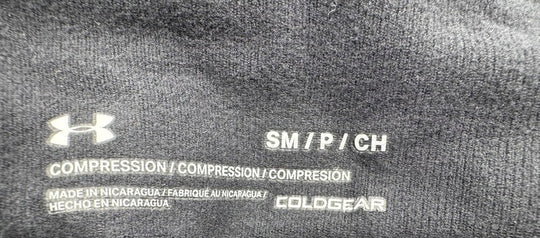 SM / P / CH
COMPRESSION / COMPRESSION / COMPRESIÓN
MADE IN NICARAGUA / FABRIQUÉ AU NICARAGUA /
HECHO EN NICARAGUA
COLDGEAR